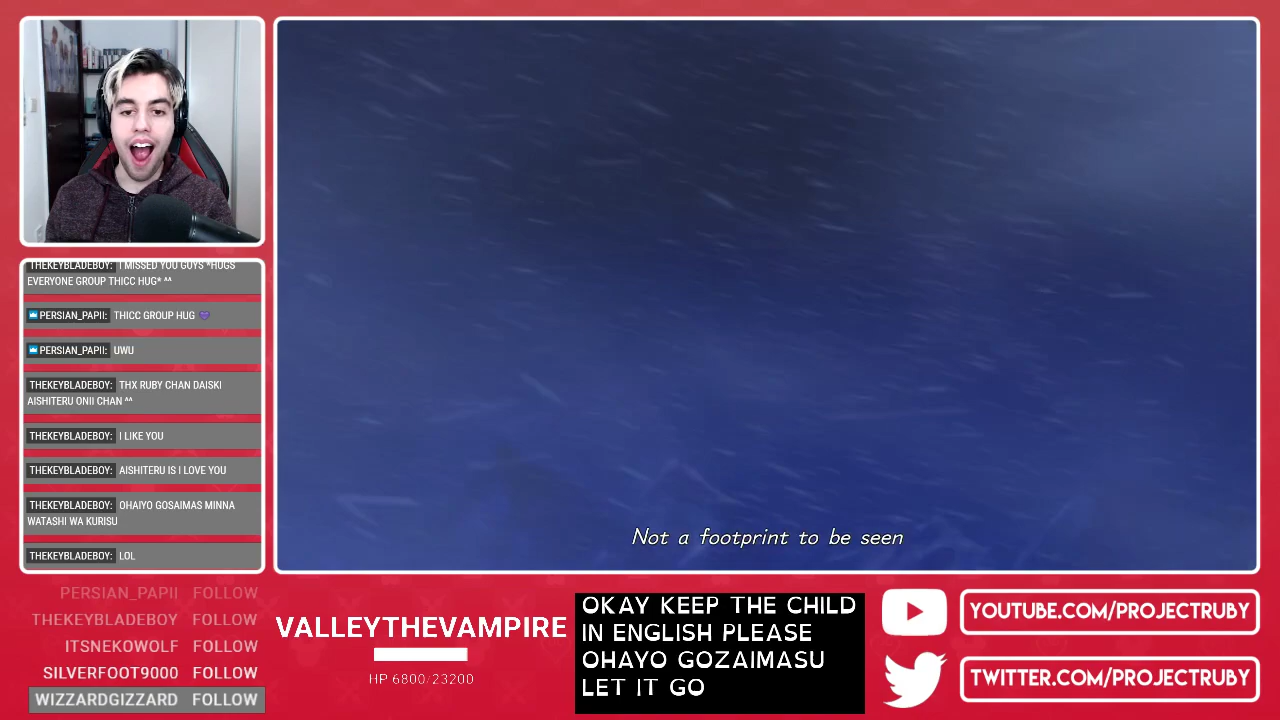 THEKEYBLADEBOY: I MISSED YOU GUYS *HUGS
EVERYONE GROUP THICC HUG* ^^
PERSIAN_PAPII: THICC GROUP HUG 💜
PERSIAN_PAPII: UWU
THEKEYBLADEBOY: THX RUBY CHAN DAISKI
AISHITERU ONII CHAN ^^
THEKEYBLADEBOY: I LIKE YOU
THEKEYBLADEBOY: AISHITERU IS I LOVE YOU
THEKEYBLADEBOY: OHAIYO GOSAIMAS MINNA
WATASHI WA KURISU
THEKEYBLADEBOY: LOL
Not a footprint to be seen
PERSIAN_PAPII FOLLOW
THEKEYBLADEBOY FOLLOW
ITSNEKOWOLF FOLLOW
SILVERFOOT9000 FOLLOW
WIZZARDGIZZARD FOLLOW
VALLEYTHEVAMPIRE
HP 6800/23200
OKAY KEEP THE CHILD
IN ENGLISH PLEASE
OHAYO GOZAIMASU
LET IT GO
YOUTUBE.COM/PROJECTRUBY
TWITTER.COM/PROJECTRUBY